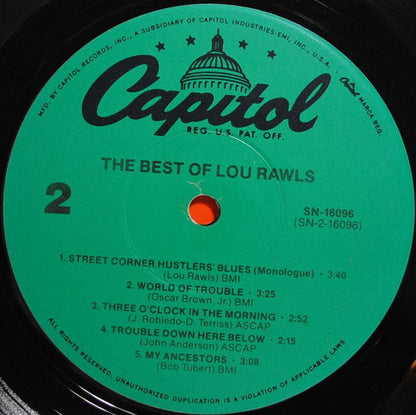 MFD. BY CAPITOL RECORDS, INC., A SUBSIDIARY OF CAPITOL INDUSTRIES-EMI, INC., U.S.A.
Capitol
Capitol MARCA REG.
REG. U.S. PAT. OFF.
THE BEST OF LOU RAWLS
2
SN-16096
(SN-2-16096)
1. STREET CORNER HUSTLERS' BLUES (Monologue) · 3:40
(Lou Rawls) BMI
2. WORLD OF TROUBLE · 3:25
(Oscar Brown, Jr.) BMI
3. THREE O'CLOCK IN THE MORNING · 2:52
(J. Robledo-D. Terriss) ASCAP
4. TROUBLE DOWN HERE BELOW · 2:15
(John Anderson) ASCAP
5. MY ANCESTORS · 3:08
(Bob Tubert) BMI
ALL RIGHTS RESERVED. UNAUTHORIZED DUPLICATION IS A VIOLATION OF APPLICABLE LAWS